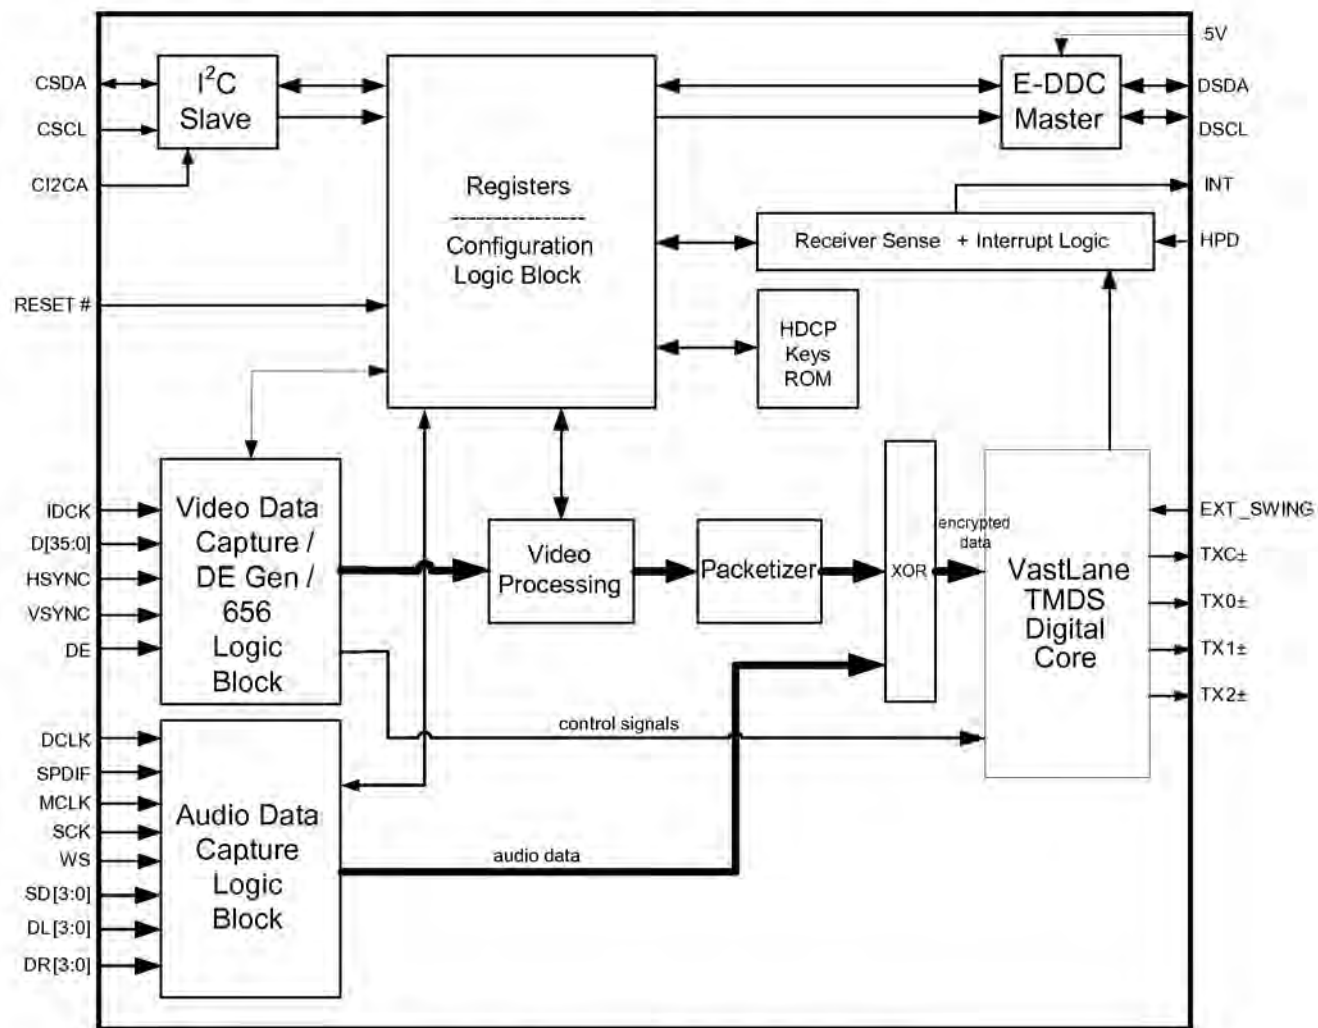 5V
CSDA
I²C
Slave
E-DDC
Master
DSDA
CSCL
DSCL
CI2CA
Registers
INT
Configuration
Logic Block
Receiver Sense + Interrupt Logic
HPD
RESET #
HDCP
Keys
ROM
IDCK
D[35:0]
HSYNC
VSYNC
DE
Video Data
Capture /
DE Gen /
656
Logic
Block
Video
Processing
Packetizer
XOR
encrypted
data
VastLane
TMDS
Digital
Core
EXT_SWING
TXC±
TX0±
TX1±
TX2±
control signals
DCLK
SPDIF
MCLK
SCK
WS
SD[3:0]
DL[3:0]
DR[3:0]
Audio Data
Capture
Logic
Block
audio data